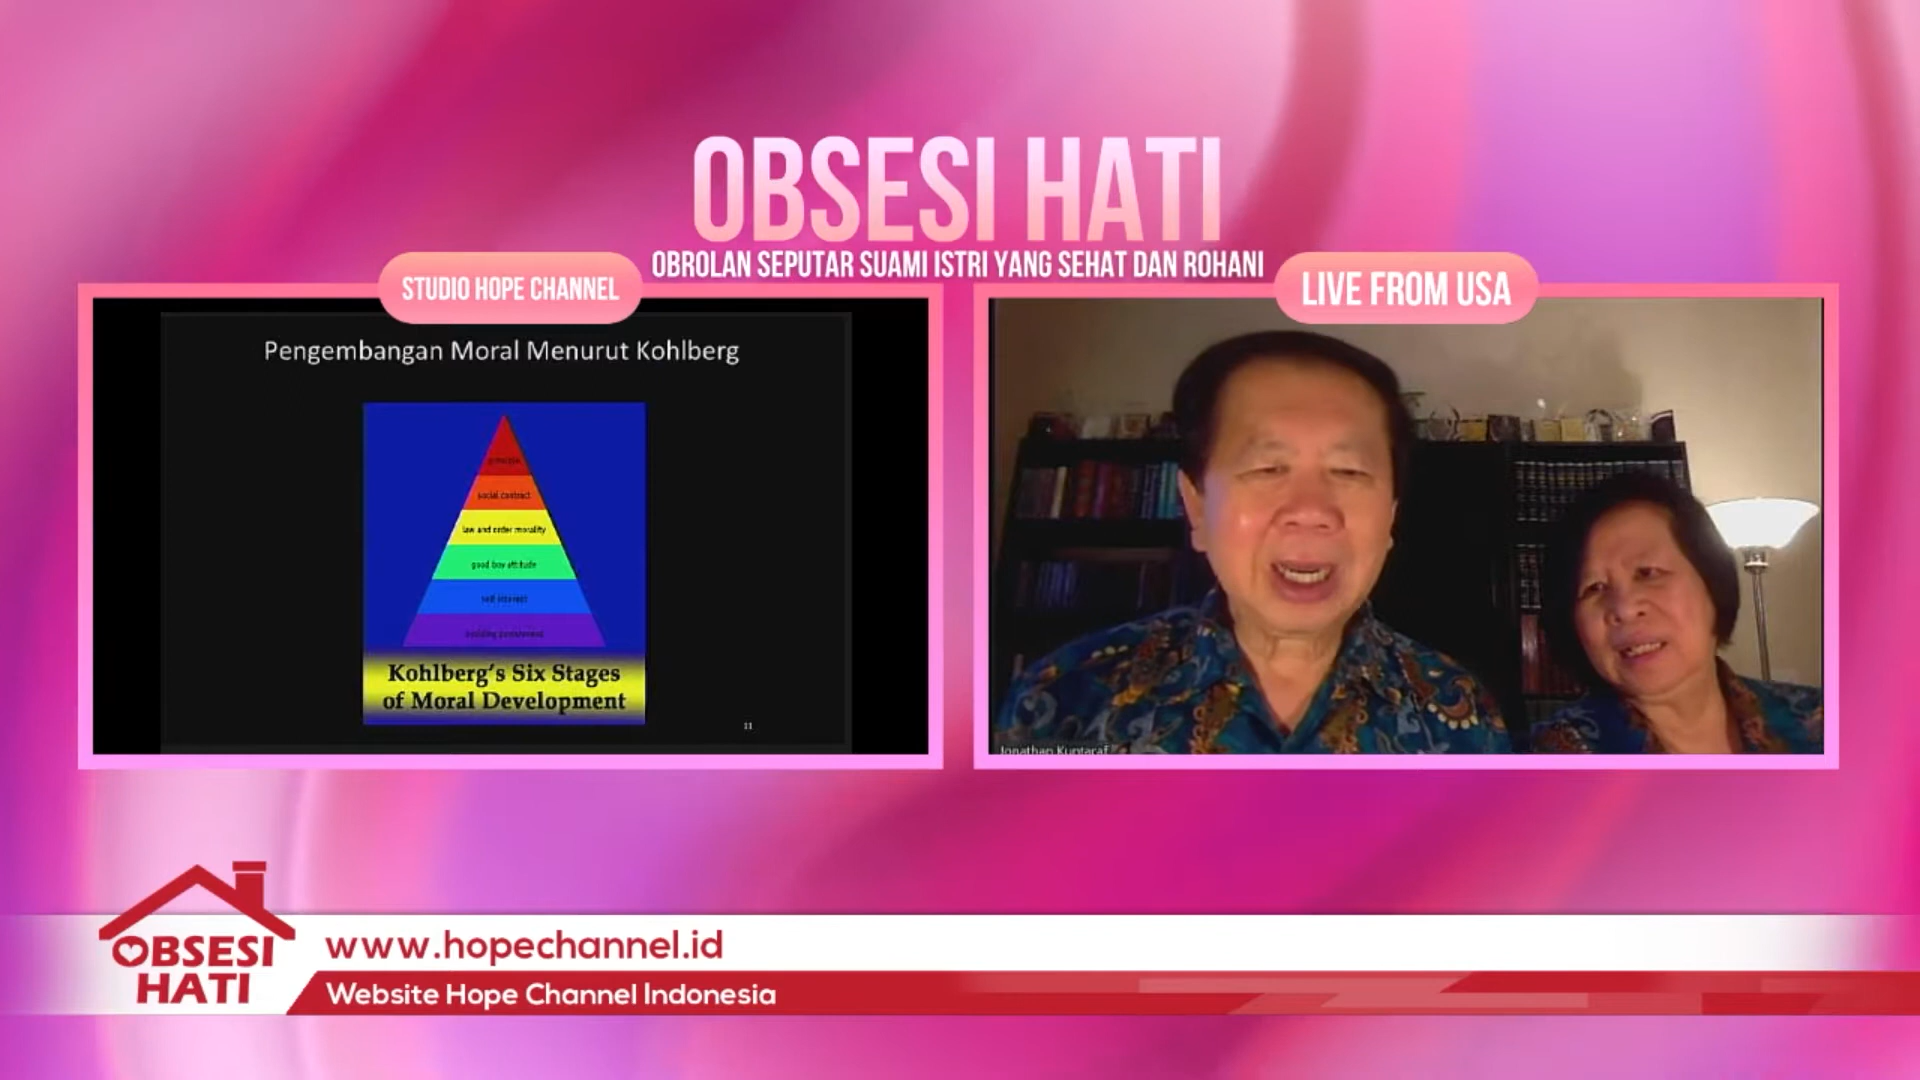 OBSESI HATI
OBROLAN SEPUTAR SUAMI ISTRI YANG SEHAT DAN ROHANI
STUDIO HOPE CHANNEL
LIVE FROM USA
Pengembangan Moral Menurut Kohlberg
social contract
law and order morality
good boy attitude
self interest
Kohlberg's Six Stages
of Moral Development
11
Jonathan Kuntaraf
OBSESI
HATI
www.hopechannel.id
Website Hope Channel Indonesia